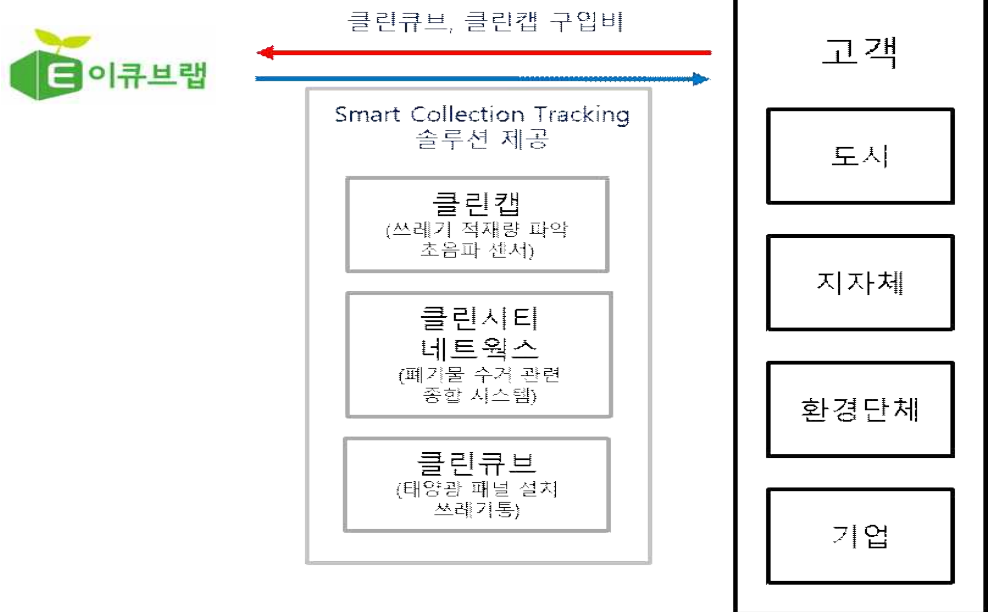 클린큐브, 클린캡 구입비
E이큐브랩
Smart Collection Tracking
솔루션 제공
클린캡
(쓰레기 적재량 파악
초음파 센서)
클린시티
네트웍스
(폐기물 수거 관련
종합 시스템)
클린큐브
(태양광 패널 설치
쓰레기통)
고객
도시
지자체
환경단체
기업